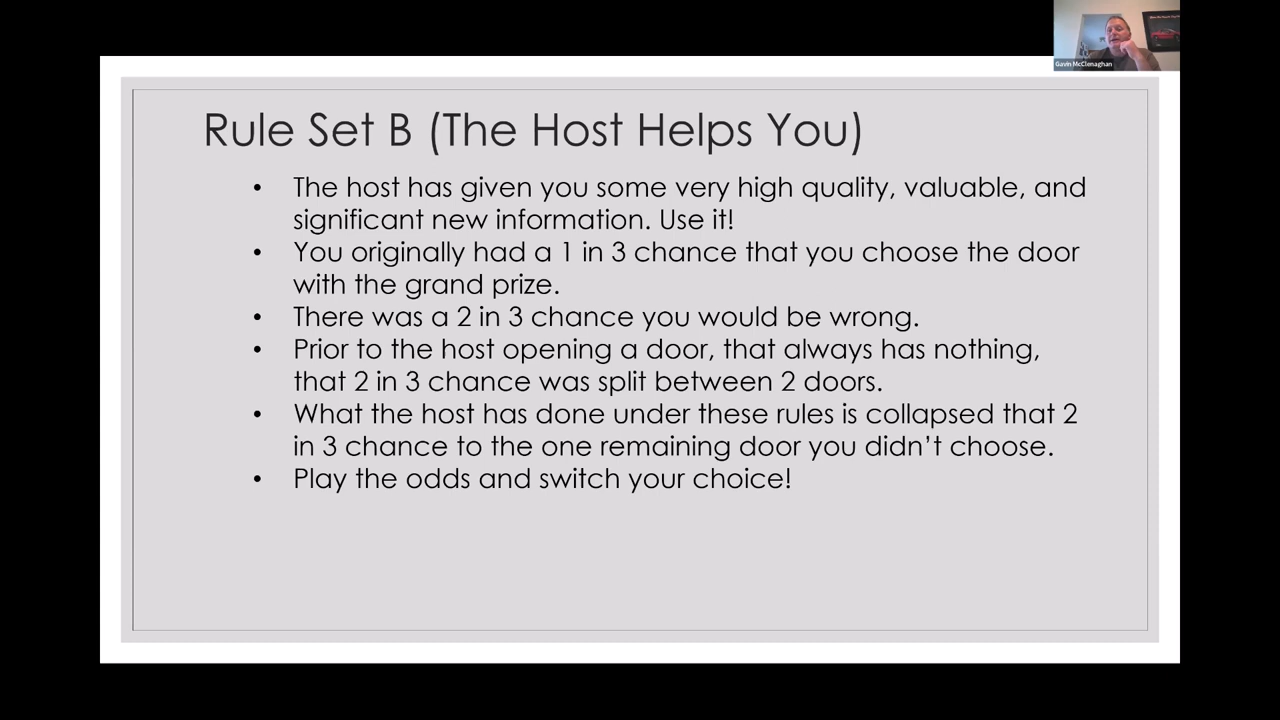 Gavin McClenaghan
Rule Set B (The Host Helps You)
• The host has given you some very high quality, valuable, and
significant new information. Use it!
• You originally had a 1 in 3 chance that you choose the door
with the grand prize.
• There was a 2 in 3 chance you would be wrong.
• Prior to the host opening a door, that always has nothing,
that 2 in 3 chance was split between 2 doors.
• What the host has done under these rules is collapsed that 2
in 3 chance to the one remaining door you didn’t choose.
• Play the odds and switch your choice!